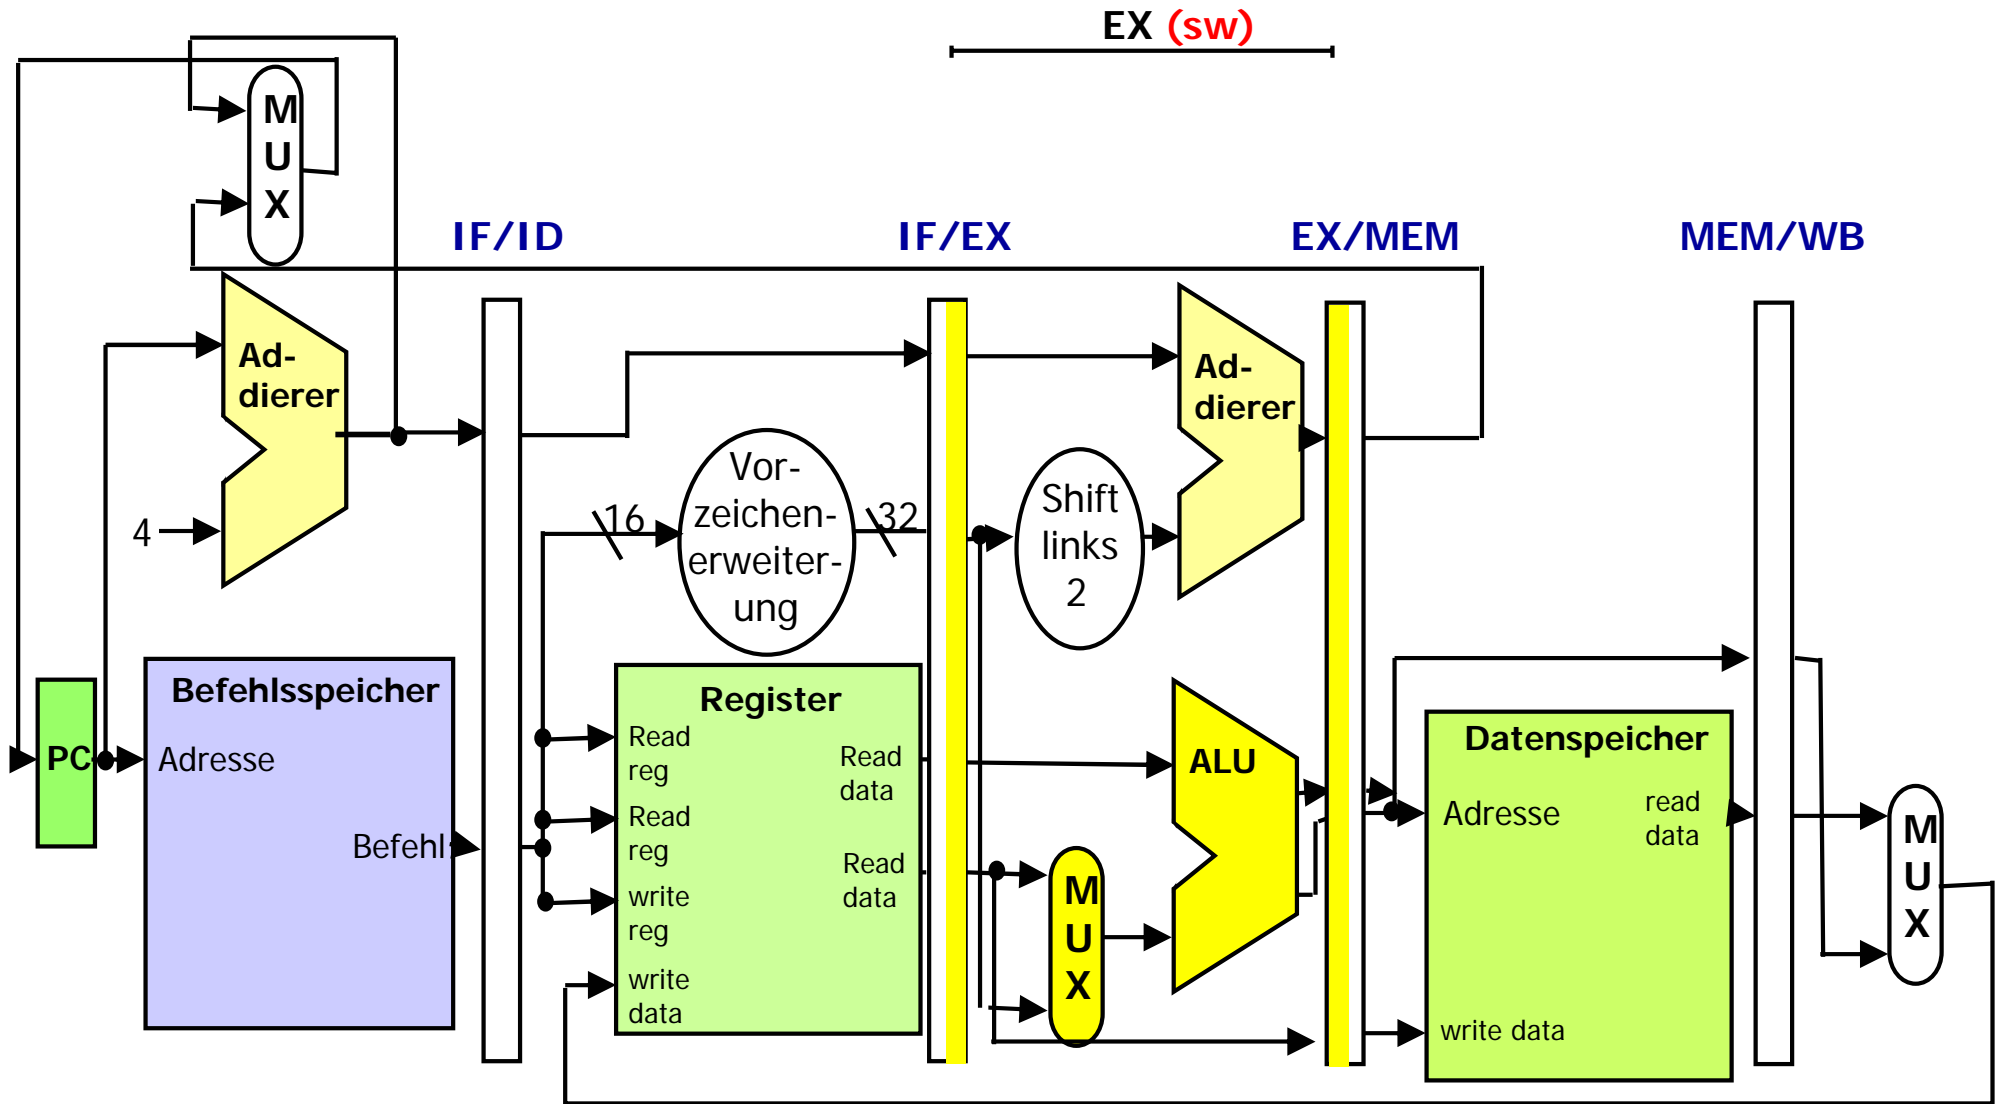 EX (sw)
M
U
X
IF/ID
IF/EX
EX/MEM
MEM/WB
Ad-
dierer
4
16
Vor-
zeichen-
erweiter-
ung
32
Shift
links
2
Ad-
dierer
PC
Befehlsspeicher
Adresse
Befehl
Register
Read
reg
Read
reg
write
reg
write
data
Read
data
Read
data
M
U
X
ALU
Datenspeicher
Adresse
read
data
write data
M
U
X